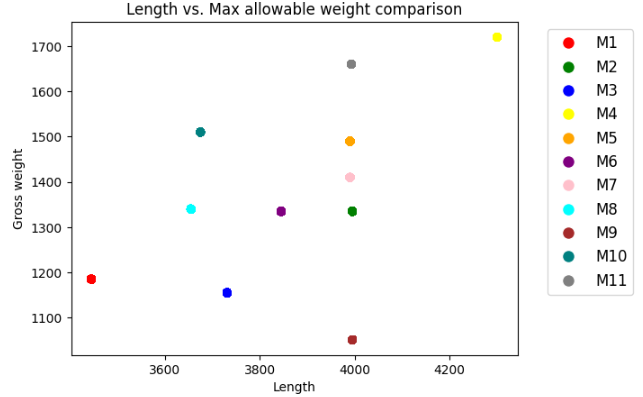 Length vs. Max allowable weight comparison
Gross weight
1700
1600
1500
1400
1300
1200
1100
3600 3800 4000 4200
Length
M1
M2
M3
M4
M5
M6
M7
M8
M9
M10
M11